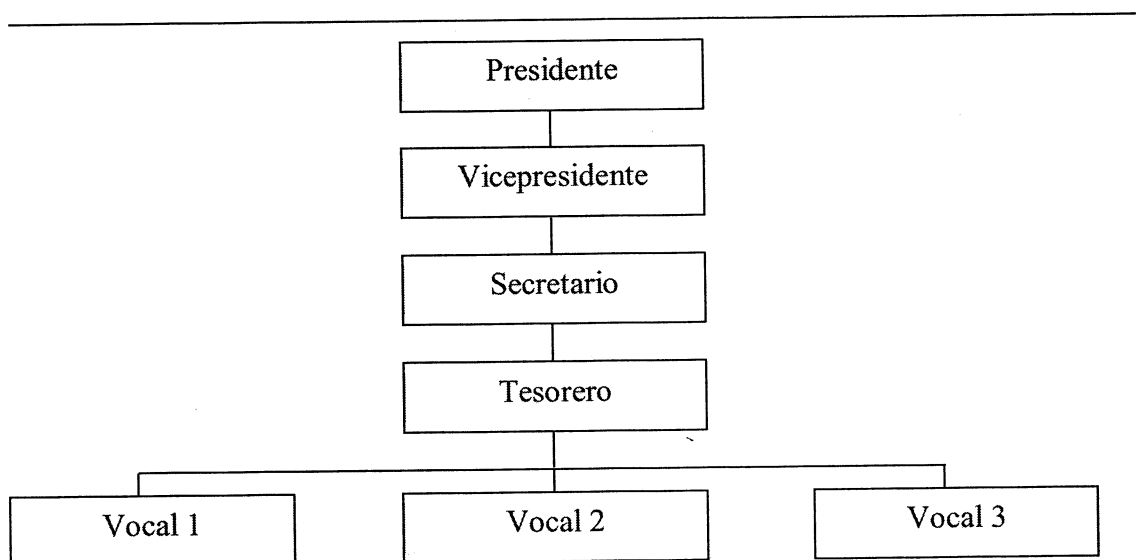 Presidente
Vicepresidente
Secretario
Tesorero
Vocal 1
Vocal 2
Vocal 3